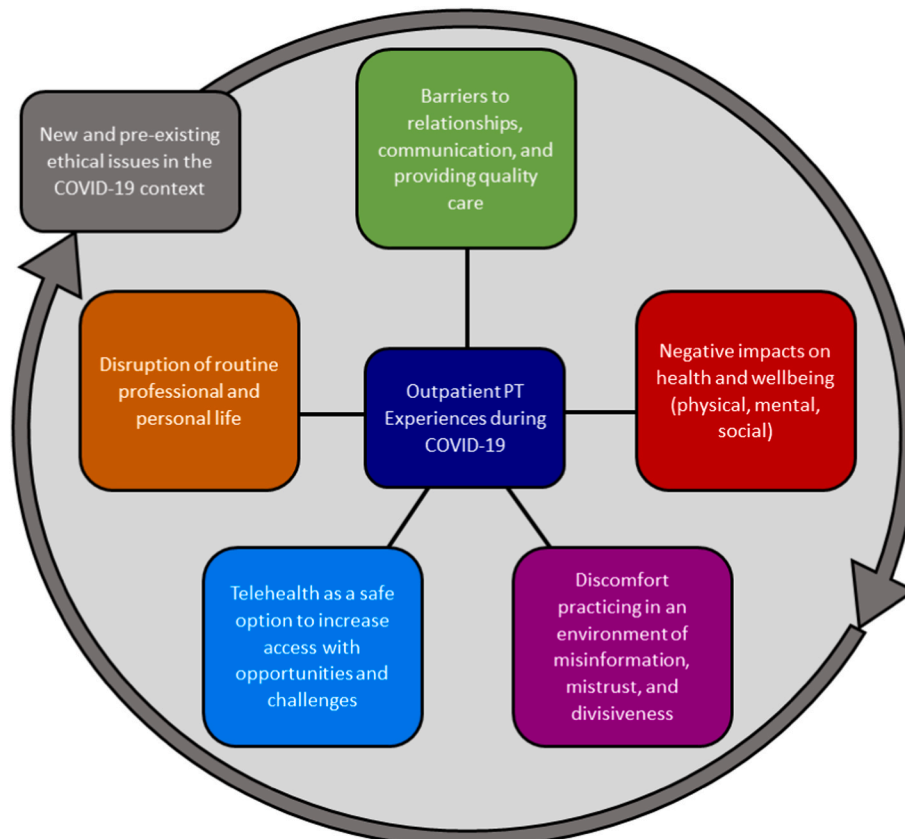 Barriers to
relationships,
communication, and
providing quality
care
New and pre-existing
ethical issues in the
COVID-19 context
Disruption of routine
professional and
personal life
Outpatient PT
Experiences during
COVID-19
Negative impacts on
health and wellbeing
(physical, mental,
social)
Telehealth as a safe
option to increase
access with
opportunities and
challenges
Discomfort
practicing in an
environment of
misinformation,
mistrust, and
divisiveness